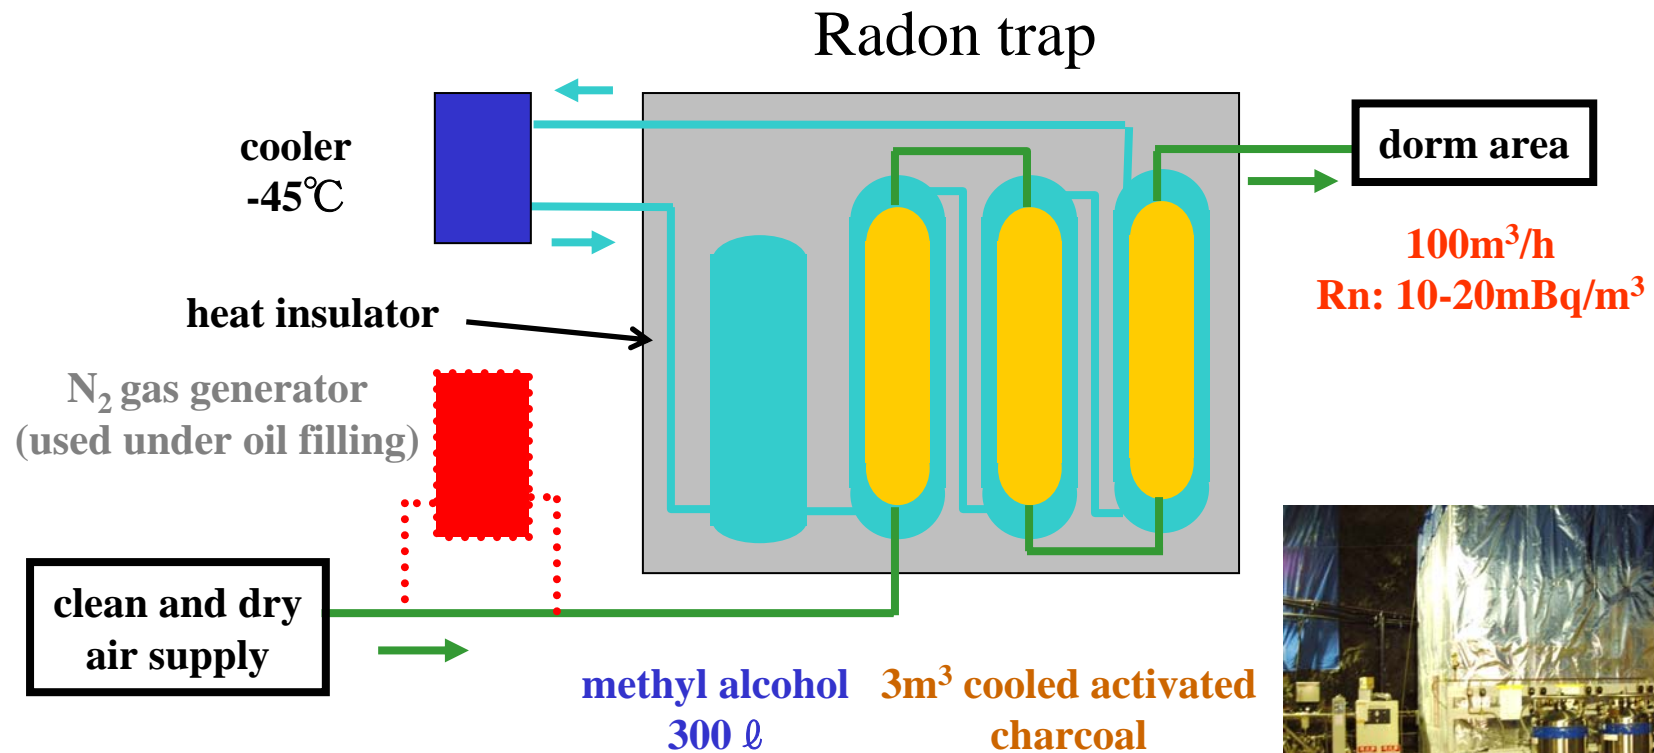 Radon trap
cooler
-45℃
dorm area
100m³/h
Rn: 10-20mBq/m³
heat insulator
N₂ gas generator
(used under oil filling)
clean and dry
air supply
methyl alcohol
300 ℓ
3m³ cooled activated
charcoal